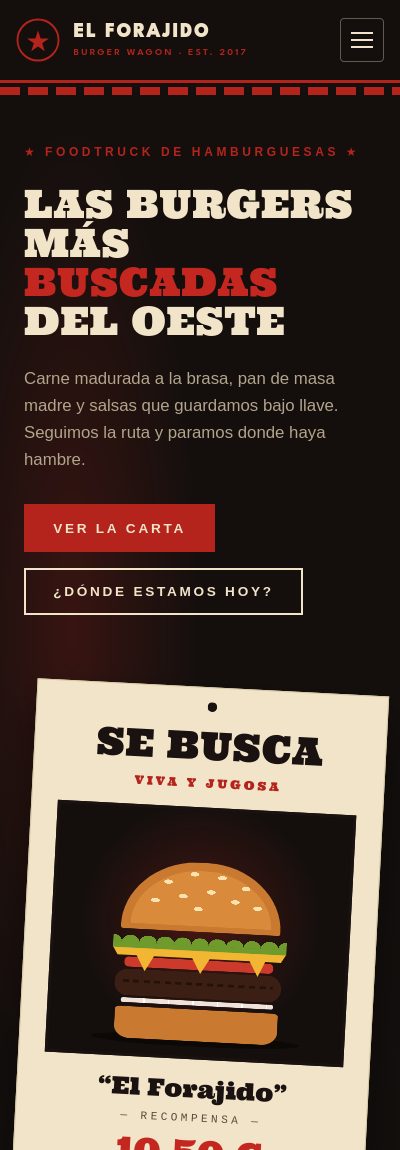 EL FORAJIDO
BURGER WAGON · EST. 2017
★ FOODTRUCK DE HAMBURGUESAS ★
LAS BURGERS
MÁS
BUSCADAS
DEL OESTE
Carne madurada a la brasa, pan de masa
madre y salsas que guardamos bajo llave.
Seguimos la ruta y paramos donde haya
hambre.
VER LA CARTA
¿DÓNDE ESTAMOS HOY?
SE BUSCA
VIVA Y JUGOSA
“El Forajido”
— RECOMPENSA —